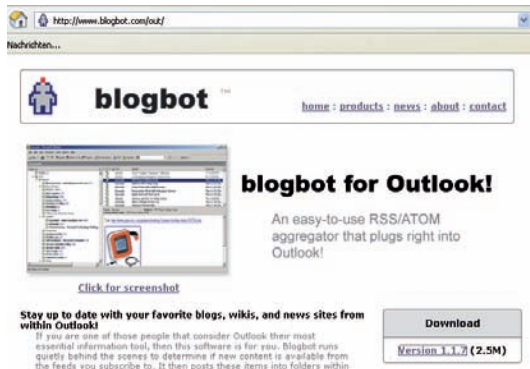 http://www.blogbot.com/out/
Nachrichten...
blogbot ™
home : products : news : about : contact
blogbot for Outlook!
An easy-to-use RSS/ATOM
aggregator that plugs right into
Outlook!
Click for screenshot
Stay up to date with your favorite blogs, wikis, and news sites from
within Outlook!
If you are one of those people that consider Outlook their most
essential information tool, then this software is for you. Blogbot runs
quietly behind the scenes to determine if new content is available from
the feeds you subscribe to. It then posts these items into folders within
Download
Version 1.1.7 (2.5M)